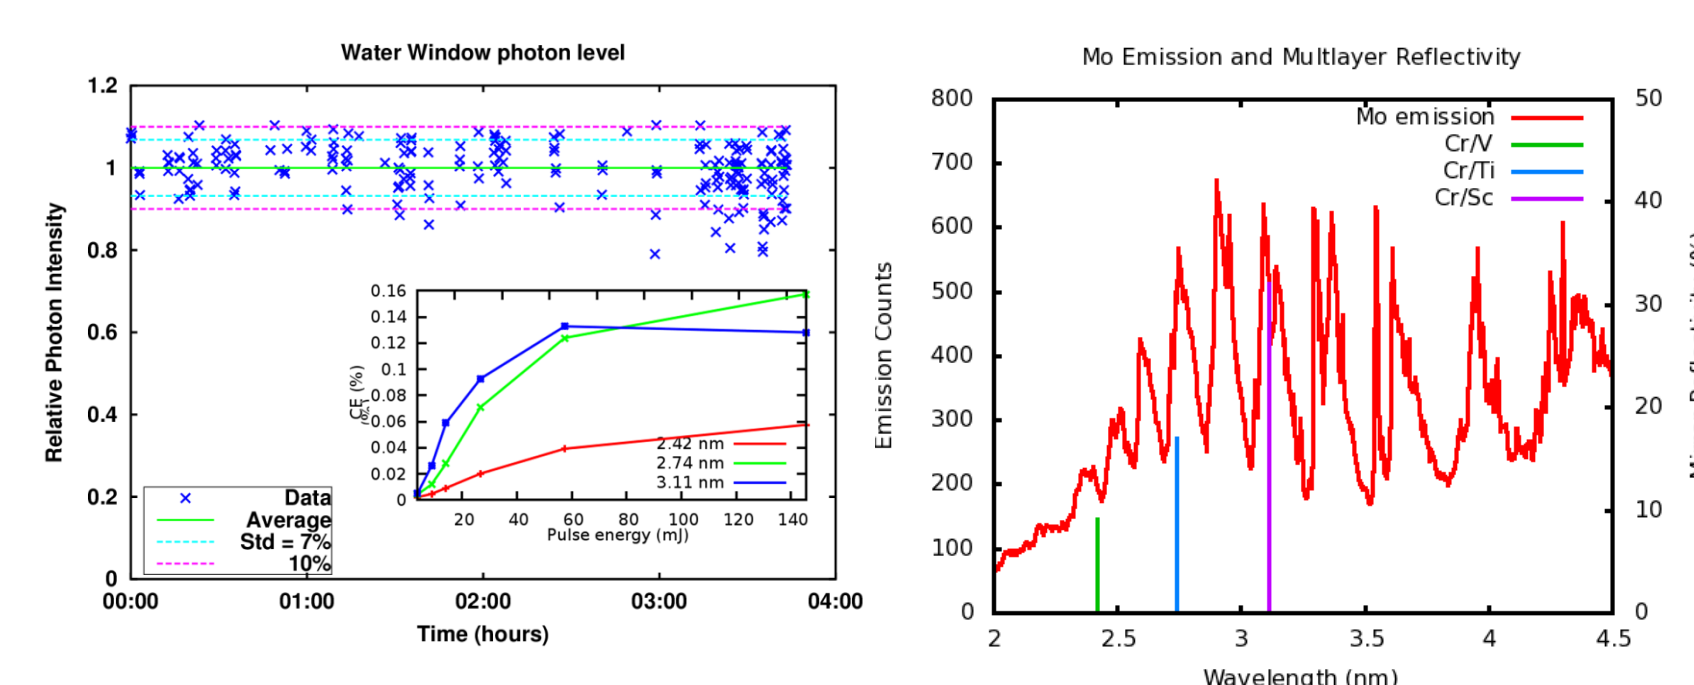 Water Window photon level
Relative Photon Intensity
1.2
1
0.8
0.6
0.4
0.2
0
00:00
01:00
02:00
03:00
04:00
Time (hours)
Data
Average
Std = 7%
10%
CE (%)
0.16
0.14
0.12
0.1
0.08
0.06
0.04
0.02
0
20
40
60
80
100
120
140
Pulse energy (mJ)
2.42 nm
2.74 nm
3.11 nm
Mo Emission and Multlayer Reflectivity
Emission Counts
800
700
600
500
400
300
200
100
0
2
2.5
3
3.5
4
4.5
Wavelength (nm)
50
40
30
20
10
0
Mo emission
Cr/V
Cr/Ti
Cr/Sc